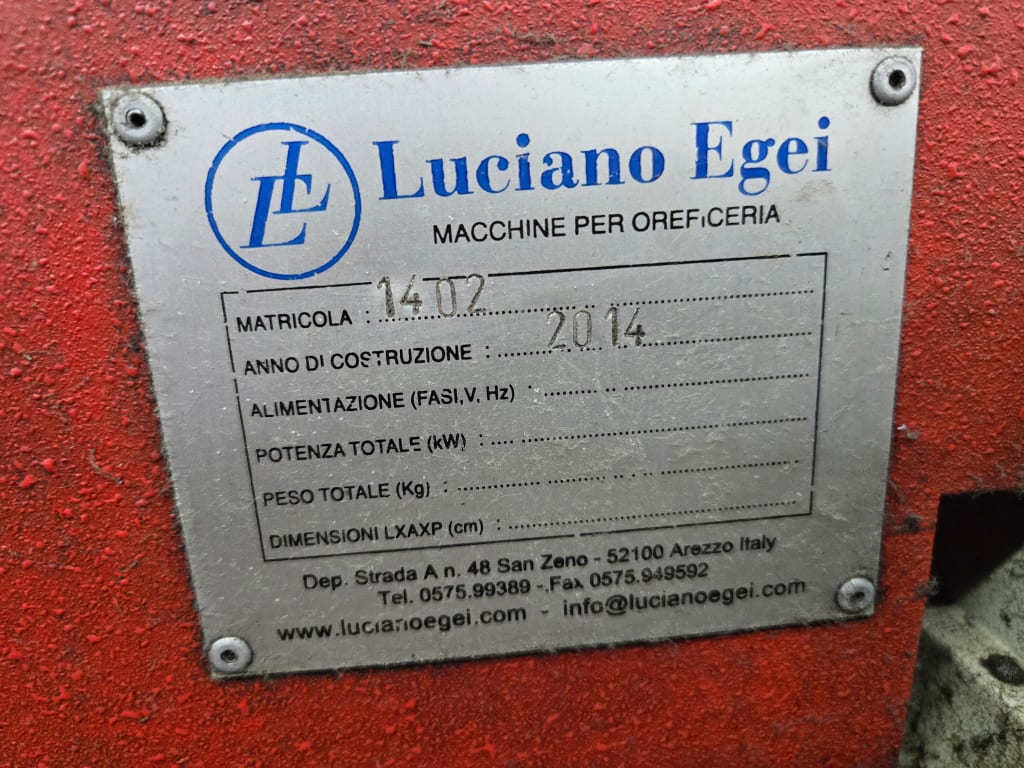 LE Luciano Egei
MACCHINE PER OREFICERIA
MATRICOLA : 1402
ANNO DI COSTRUZIONE : 2014
ALIMENTAZIONE (FASI,V, Hz) :
POTENZA TOTALE (kW) :
PESO TOTALE (Kg) :
DIMENSIONI LXAXP (cm) :
Dep. Strada A n. 48 San Zeno - 52100 Arezzo Italy
Tel. 0575.99389 - Fax 0575.949592
www.lucianoegei.com - info@lucianoegei.com